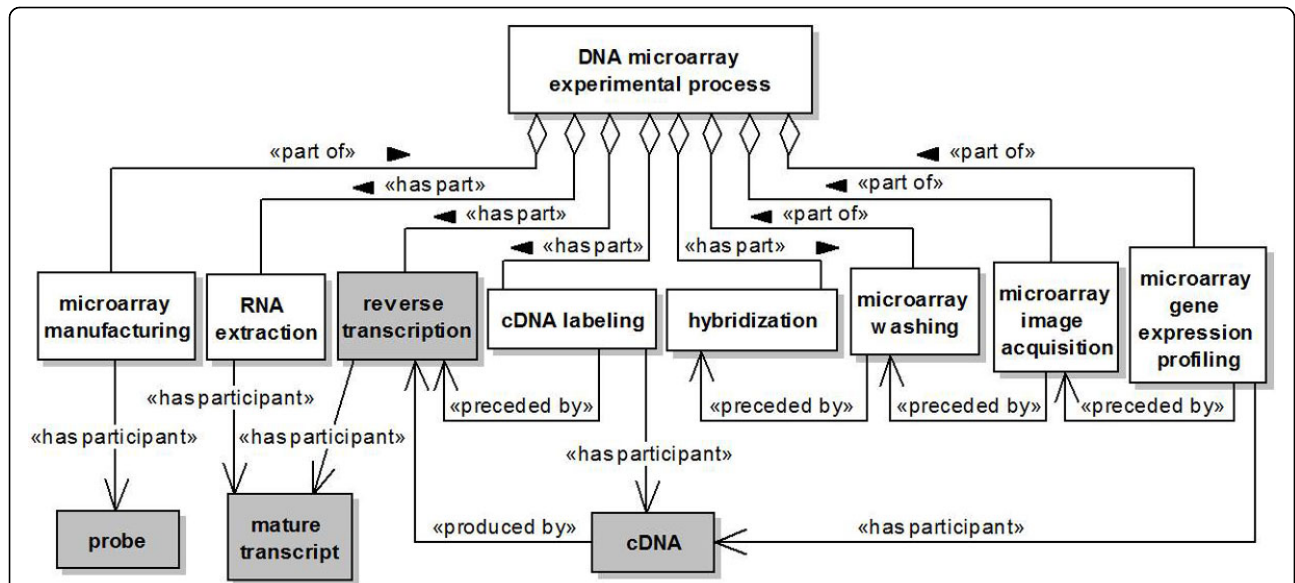 DNA microarray
experimental process
«part of»
«part of»
«has part»
«part of»
«has part»
«part of»
«has part»
«has part»
microarray
manufacturing
RNA
extraction
reverse
transcription
cDNA labeling
hybridization
microarray
washing
microarray
image
acquisition
microarray
gene
expression
profiling
«has participant»
«preceded by»
«preceded by»
«preceded by»
«preceded by»
«has participant»
«has participant»
«has participant»
probe
mature
transcript
«produced by»
cDNA
«has participant»